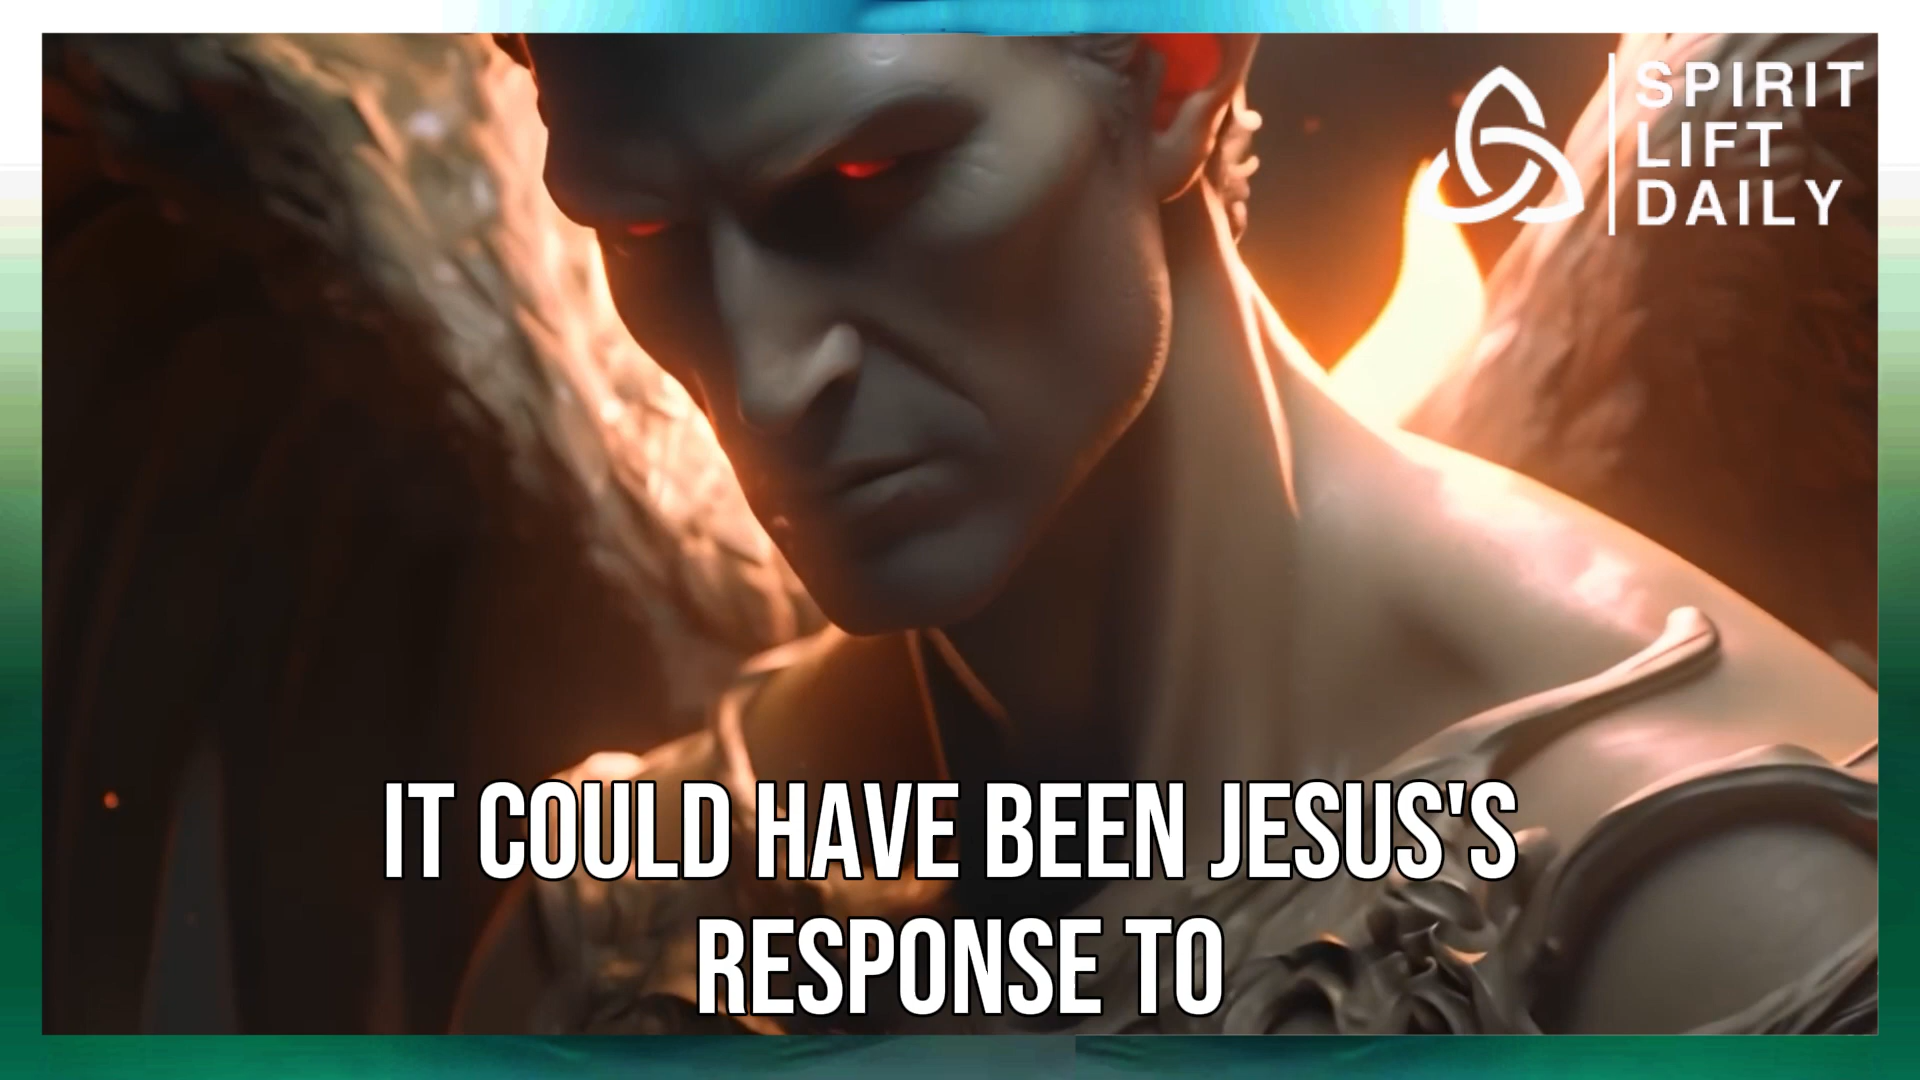 SPIRIT
LIFT
DAILY
IT COULD HAVE BEEN JESUS'S
RESPONSE TO